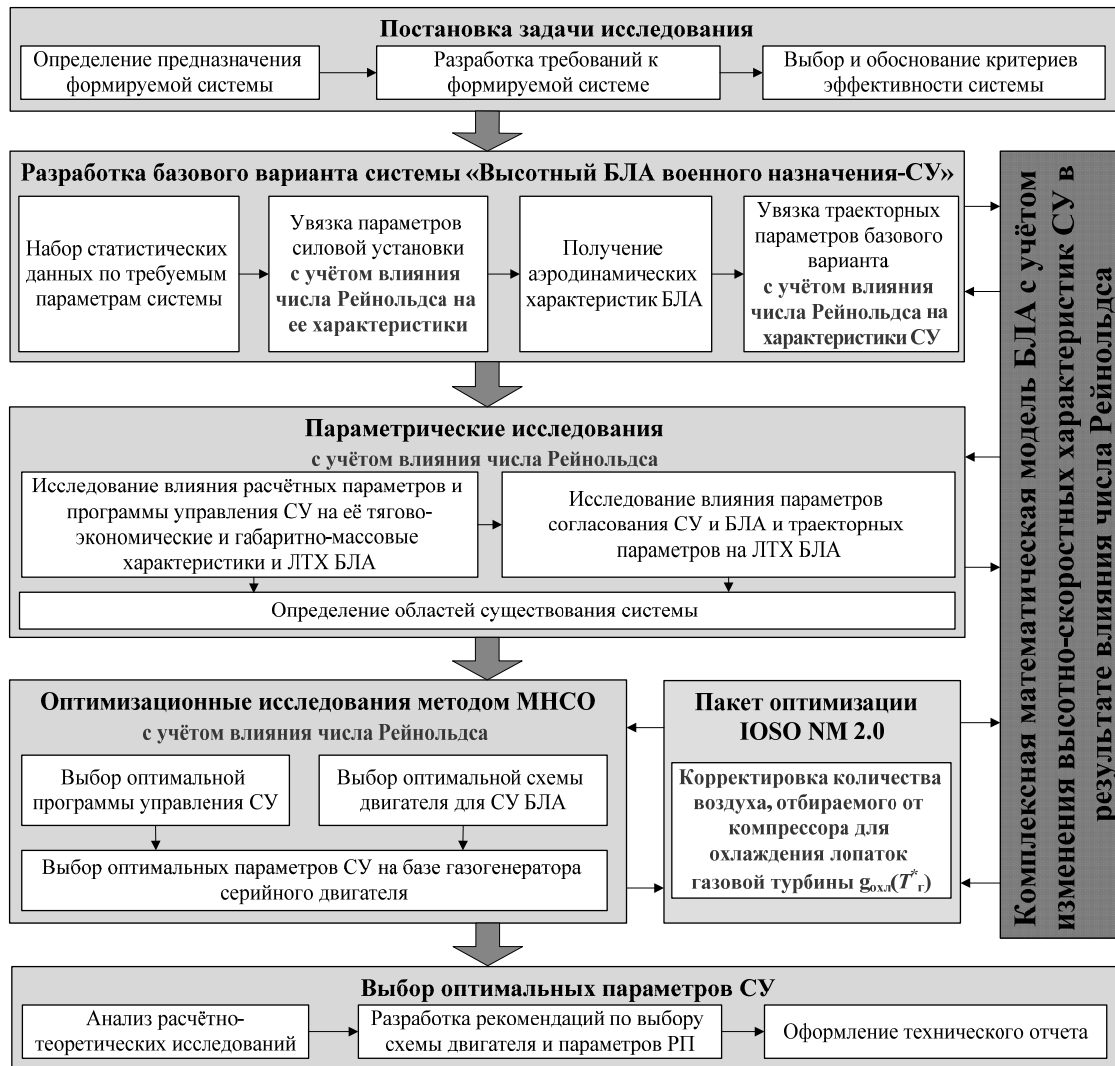 Постановка задачи исследования
Определение предназначения
формируемой системы
Разработка требований к
формируемой системе
Выбор и обоснование критериев
эффективности системы
Разработка базового варианта системы «Высотный БЛА военного назначения-СУ»
Набор статистических
данных по требуемым
параметрам системы
Увязка параметров
силовой установки
с учётом влияния
числа Рейнольдса на
ее характеристики
Получение
аэродинамических
характеристик БЛА
Увязка траекторных
параметров базового
варианта
с учётом влияния
числа Рейнольдса на
характеристики СУ
Параметрические исследования
с учётом влияния числа Рейнольдса
Исследование влияния расчётных параметров и
программы управления СУ на её тягово-
экономические и габаритно-массовые
характеристики и ЛТХ БЛА
Исследование влияния параметров
согласования СУ и БЛА и траекторных
параметров на ЛТХ БЛА
Определение областей существования системы
Оптимизационные исследования методом МНСО
с учётом влияния числа Рейнольдса
Выбор оптимальной
программы управления СУ
Выбор оптимальной схемы
двигателя для СУ БЛА
Выбор оптимальных параметров СУ на базе газогенератора
серийного двигателя
Пакет оптимизации
IOSO NM 2.0
Корректировка количества
воздуха, отбираемого от
компрессора для
охлаждения лопаток
газовой турбины gохл(T*г)
Комплексная математическая модель БЛА с учётом
изменения высотно-скоростных характеристик СУ в
результате влияния числа Рейнольдса
Выбор оптимальных параметров СУ
Анализ расчётно-
теоретических исследований
Разработка рекомендаций по выбору
схемы двигателя и параметров РП
Оформление технического отчета